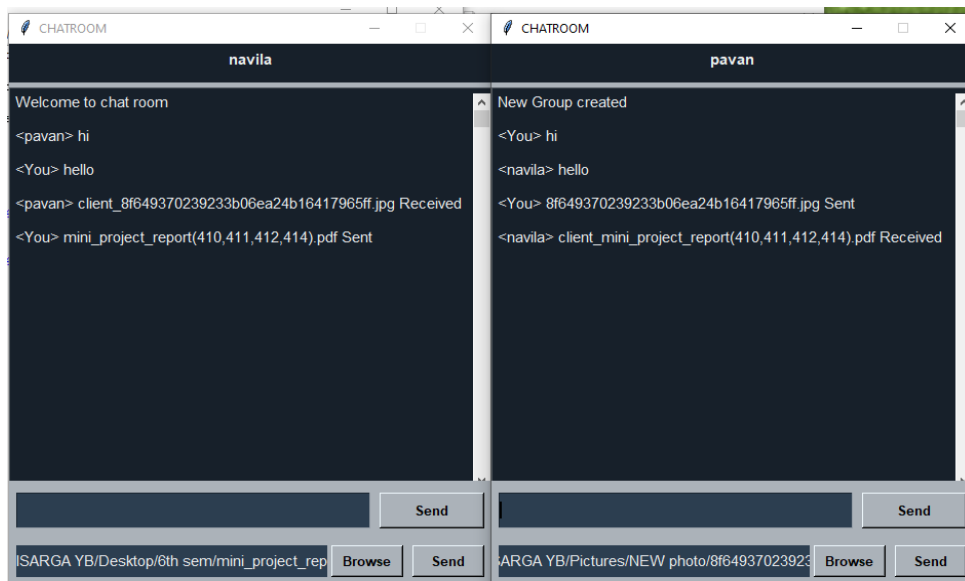 CHATROOM
navila
Welcome to chat room
<pavan> hi
<You> hello
<pavan> client_8f649370239233b06ea24b16417965ff.jpg Received
<You> mini_project_report(410,411,412,414).pdf Sent
Send
ISARGA YB/Desktop/6th sem/mini_project_rep
Browse
Send
CHATROOM
pavan
New Group created
<You> hi
<navila> hello
<You> 8f649370239233b06ea24b16417965ff.jpg Sent
<navila> client_mini_project_report(410,411,412,414).pdf Received
Send
SARGA YB/Pictures/NEW photo/8f64937023923
Browse
Send